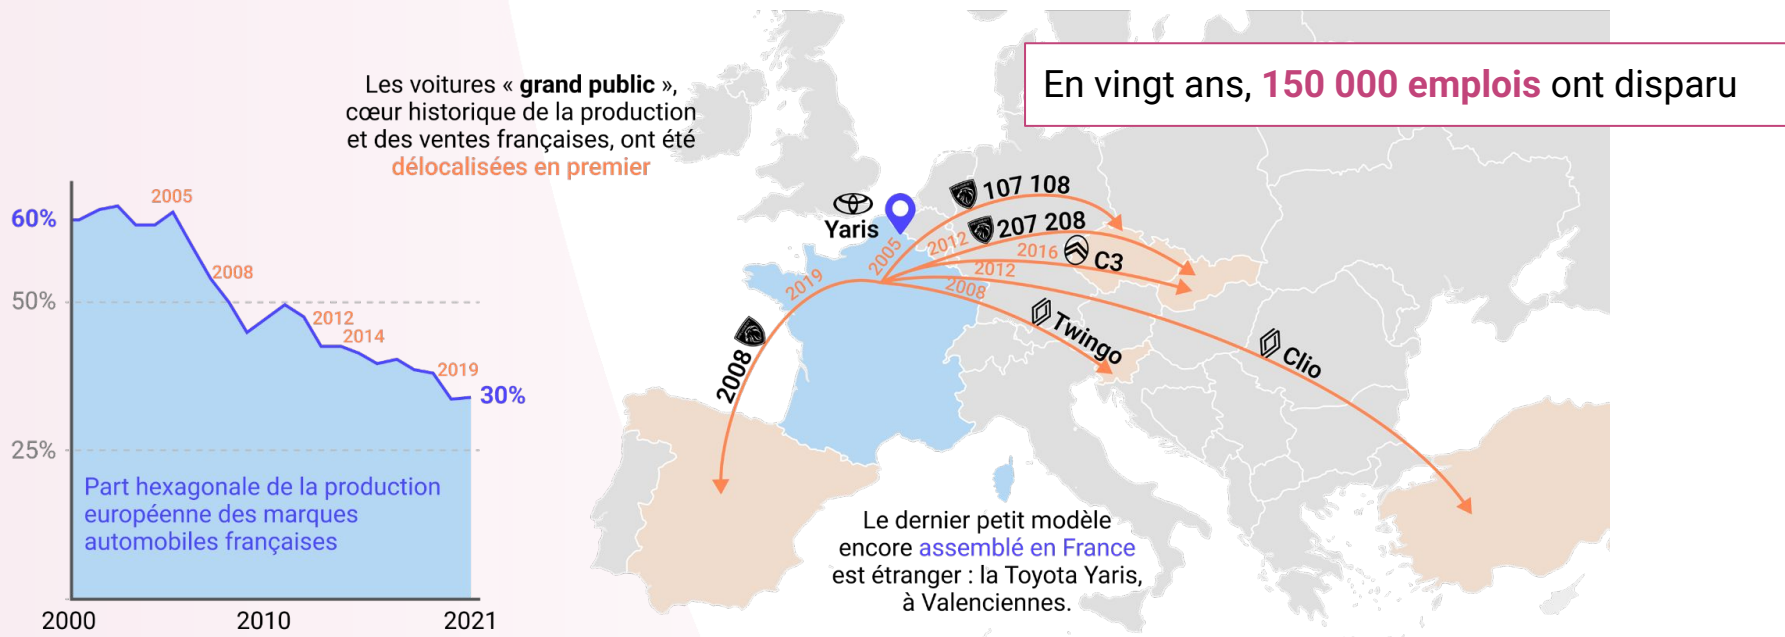 En vingt ans, 150 000 emplois ont disparu
Les voitures « grand public »,
cœur historique de la production
et des ventes françaises, ont été
délocalisées en premier
60%
50%
25%
2005
2008
2012
2014
2019
30%
Part hexagonale de la production
européenne des marques
automobiles françaises
2000
2010
2021
Yaris
2005
107 108
2012
207 208
2016
C3
2012
Clio
2008
Twingo
2019
2008
Le dernier petit modèle
encore assemblé en France
est étranger : la Toyota Yaris,
à Valenciennes.